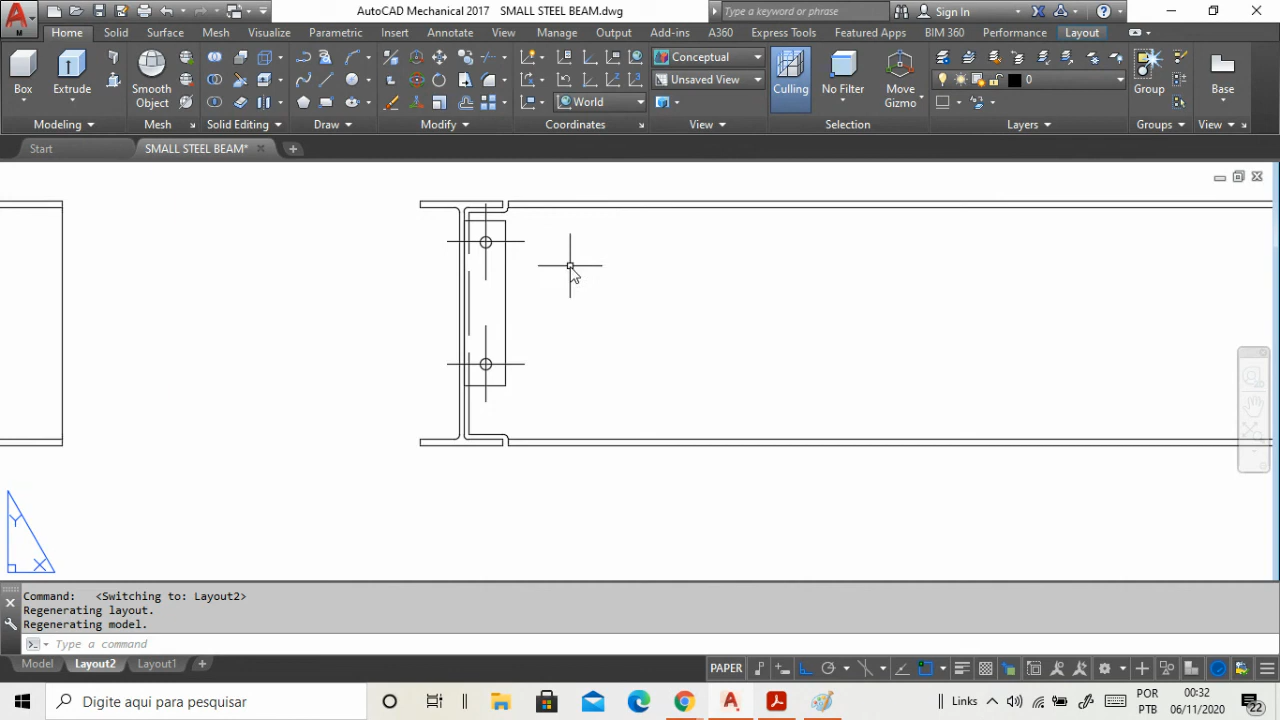 AutoCAD Mechanical 2017 SMALL STEEL BEAM.dwg
Type a keyword or phrase
Sign In
M
Home Solid Surface Mesh Visualize Parametric Insert Annotate View Manage Output Add-ins A360 Express Tools Featured Apps BIM 360 Performance Layout
Box
Extrude
Smooth
Object
Conceptual
Unsaved View
World
Culling
No Filter
Move
Gizmo
0
Group
Base
Modeling Mesh Solid Editing Draw Modify Coordinates View Selection Layers Groups View
Start
SMALL STEEL BEAM*
Y
X
Command: <Switching to: Layout2>
Regenerating layout.
Regenerating model.
Type a command
Model Layout2 Layout1
PAPER
Digite aqui para pesquisar
Links
POR
PTB
00:32
06/11/2020
22